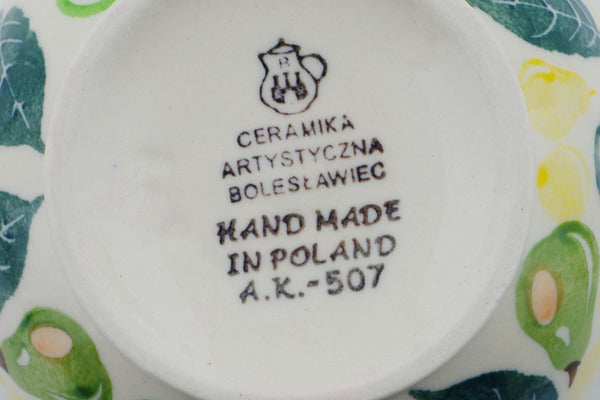 R
CERAMIKA
ARTYSTYCZNA
BOLESŁAWIEC
HAND MADE
IN POLAND
A.K.-507